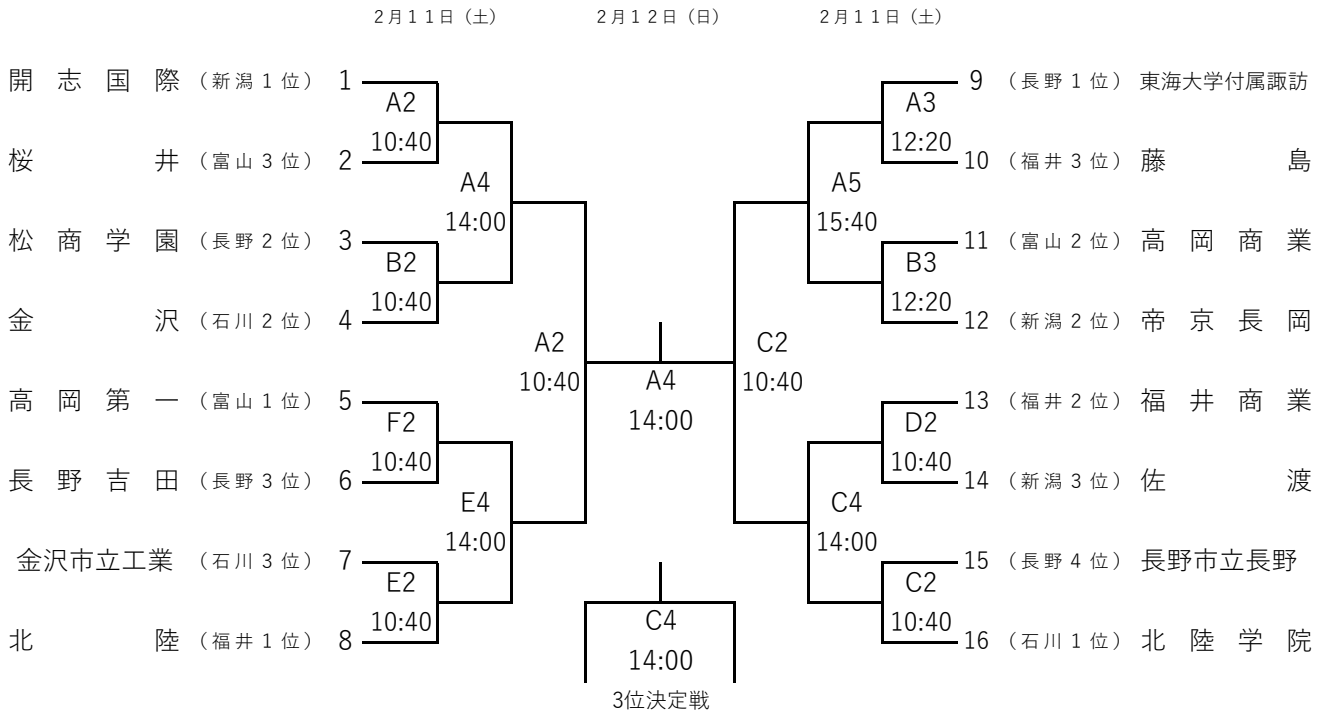 ２月１１日（土） ２月１２日（日） ２月１１日（土）
開志国際 （新潟１位） 1 9 （長野１位） 東海大学付属諏訪
A2 A3
10:40 12:20
桜井 （富山３位） 2 10 （福井３位） 藤島
A4 A5
14:00 15:40
松商学園 （長野２位） 3 11 （富山２位） 高岡商業
B2 B3
10:40 12:20
金沢 （石川２位） 4 12 （新潟２位） 帝京長岡
A2 C2
10:40 A4 10:40
14:00
高岡第一 （富山１位） 5 13 （福井２位） 福井商業
F2 D2
10:40 10:40
長野吉田 （長野３位） 6 14 （新潟３位） 佐渡
E4 C4
14:00 14:00
金沢市立工業 （石川３位） 7 15 （長野４位） 長野市立長野
E2 C2
10:40 C4 10:40
北陸 （福井１位） 8 16 （石川１位） 北陸学院
14:00
3位決定戦